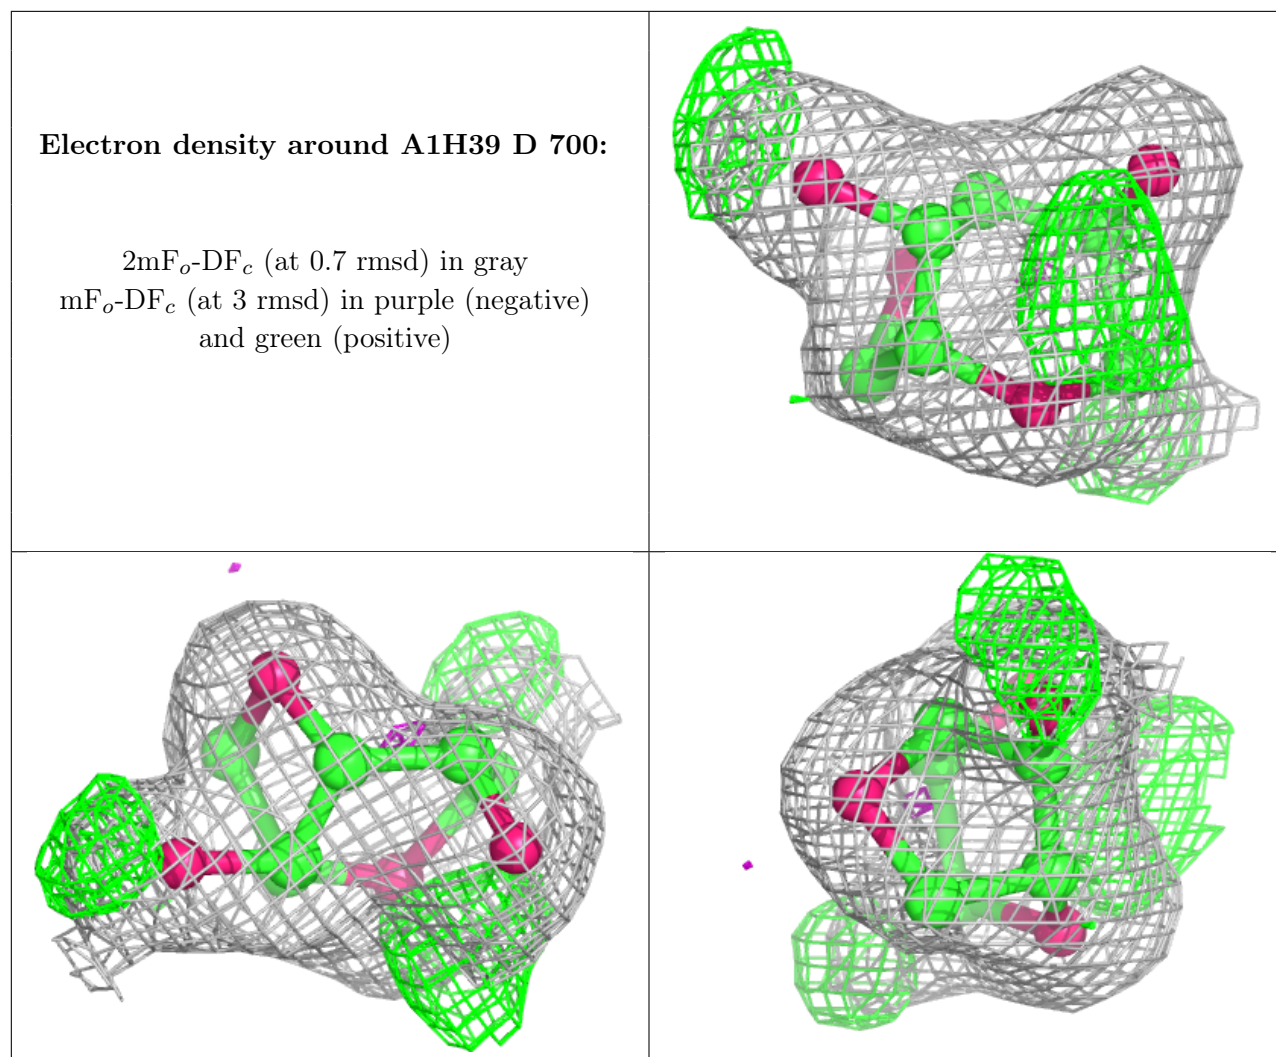 Electron density around A1H39 D 700:
2mFo-DFc (at 0.7 rmsd) in gray
mFo-DFc (at 3 rmsd) in purple (negative)
and green (positive)